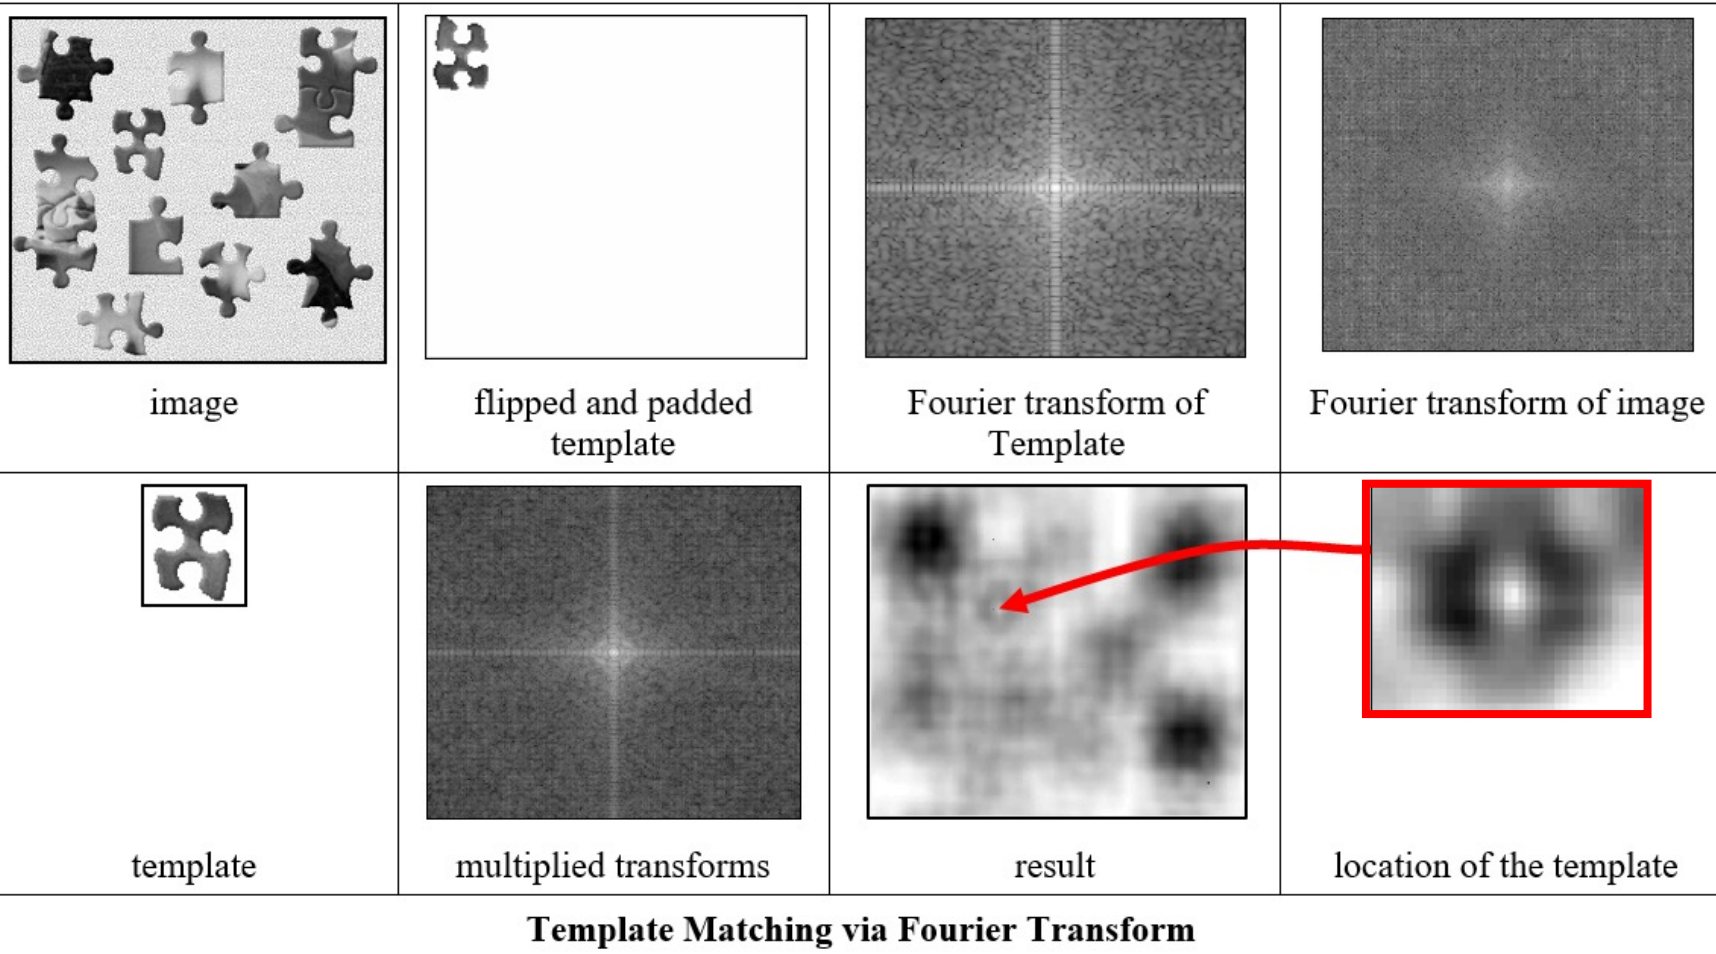 image
flipped and padded
template
Fourier transform of
Template
Fourier transform of image
template
multiplied transforms
result
location of the template
Template Matching via Fourier Transform